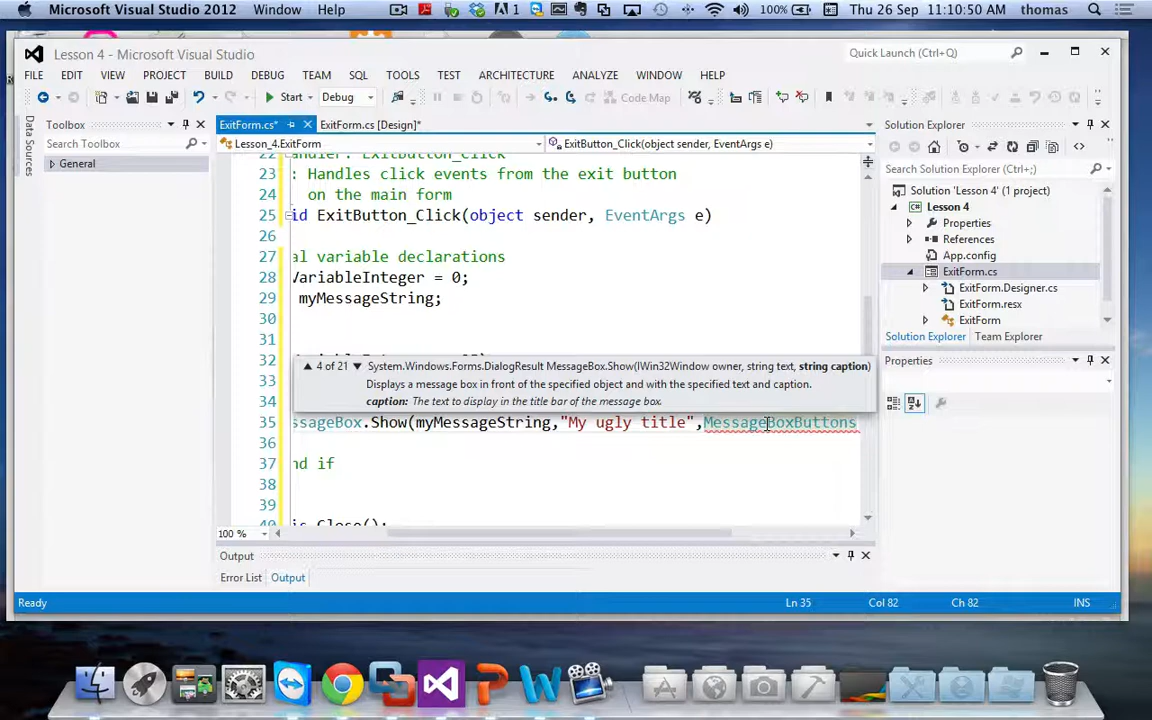 Microsoft Visual Studio 2012 Window Help 100% Thu 26 Sep 11:10:50 AM thomas
Lesson 4 - Microsoft Visual Studio Quick Launch (Ctrl+Q)
FILE EDIT VIEW PROJECT BUILD DEBUG TEAM SQL TOOLS TEST ARCHITECTURE ANALYZE WINDOW HELP
Start Debug Code Map
Data Sources
Toolbox
Search Toolbox
General
ExitForm.cs* ExitForm.cs [Design]*
Lesson_4.ExitForm ExitButton_Click(object sender, EventArgs e)
22 andler: ExitButton_Click
23 : Handles click events from the exit button
24 on the main form
25 id ExitButton_Click(object sender, EventArgs e)
26
27 al variable declarations
28 VariableInteger = 0;
29 myMessageString;
30
31
32
33
34
4 of 21 System.Windows.Forms.DialogResult MessageBox.Show(IWin32Window owner, string text, string caption)
Displays a message box in front of the specified object and with the specified text and caption.
caption: The text to display in the title bar of the message box.
35 ssageBox.Show(myMessageString,"My ugly title",MessageBoxButtons
36
37 nd if
38
39
40 is.Close();
100 %
Output
Error List Output
Solution Explorer
Search Solution Explorer (Ctrl+;)
Solution 'Lesson 4' (1 project)
Lesson 4
Properties
References
App.config
ExitForm.cs
ExitForm.Designer.cs
ExitForm.resx
ExitForm
Solution Explorer Team Explorer
Properties
Ready Ln 35 Col 82 Ch 82 INS